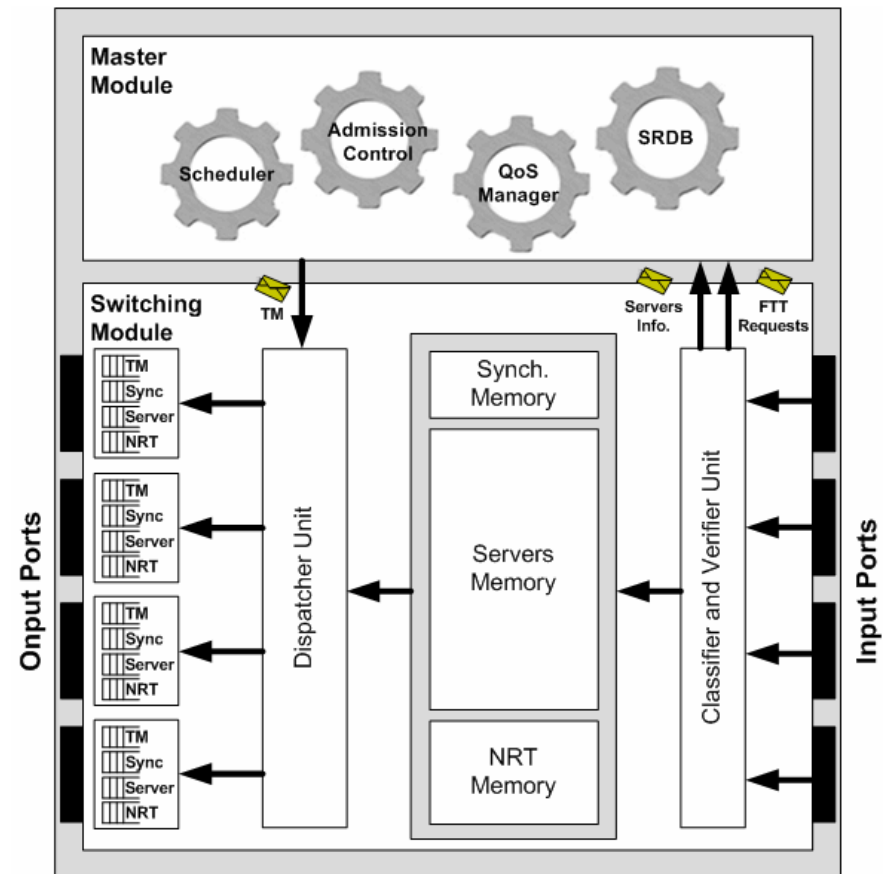 Master
Module
Scheduler
Admission
Control
QoS
Manager
SRDB
Switching
Module
TM
Servers
Info.
FTT
Requests
TM
Sync
Server
NRT
TM
Sync
Server
NRT
TM
Sync
Server
NRT
TM
Sync
Server
NRT
Onput Ports
Dispatcher Unit
Synch.
Memory
Servers
Memory
NRT
Memory
Classifier and Verifier Unit
Input Ports